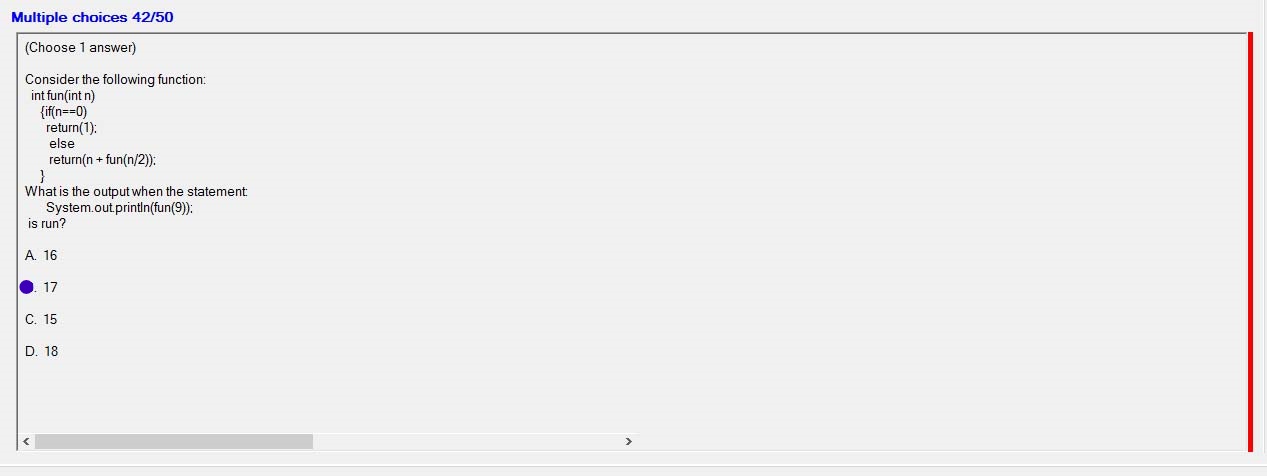 Multiple choices 42/50
(Choose 1 answer)
Consider the following function:
int fun(int n)
{if(n==0)
return(1);
else
return(n + fun(n/2));
}
What is the output when the statement:
System.out.println(fun(9));
is run?
A. 16
. 17
C. 15
D. 18